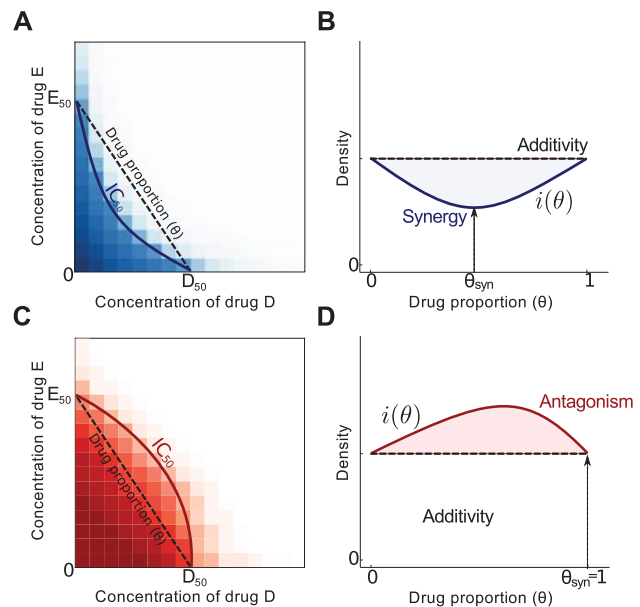 A
Concentration of drug E
E50
Drug proportion (θ)
IC50
0
D50
Concentration of drug D
B
Density
Additivity
Synergy
i(θ)
0
0
θsyn
1
Drug proportion (θ)
C
Concentration of drug E
E50
IC50
Drug proportion (θ)
0
D50
Concentration of drug D
D
Density
i(θ)
Antagonism
Additivity
0
0
θsyn=1
Drug proportion (θ)